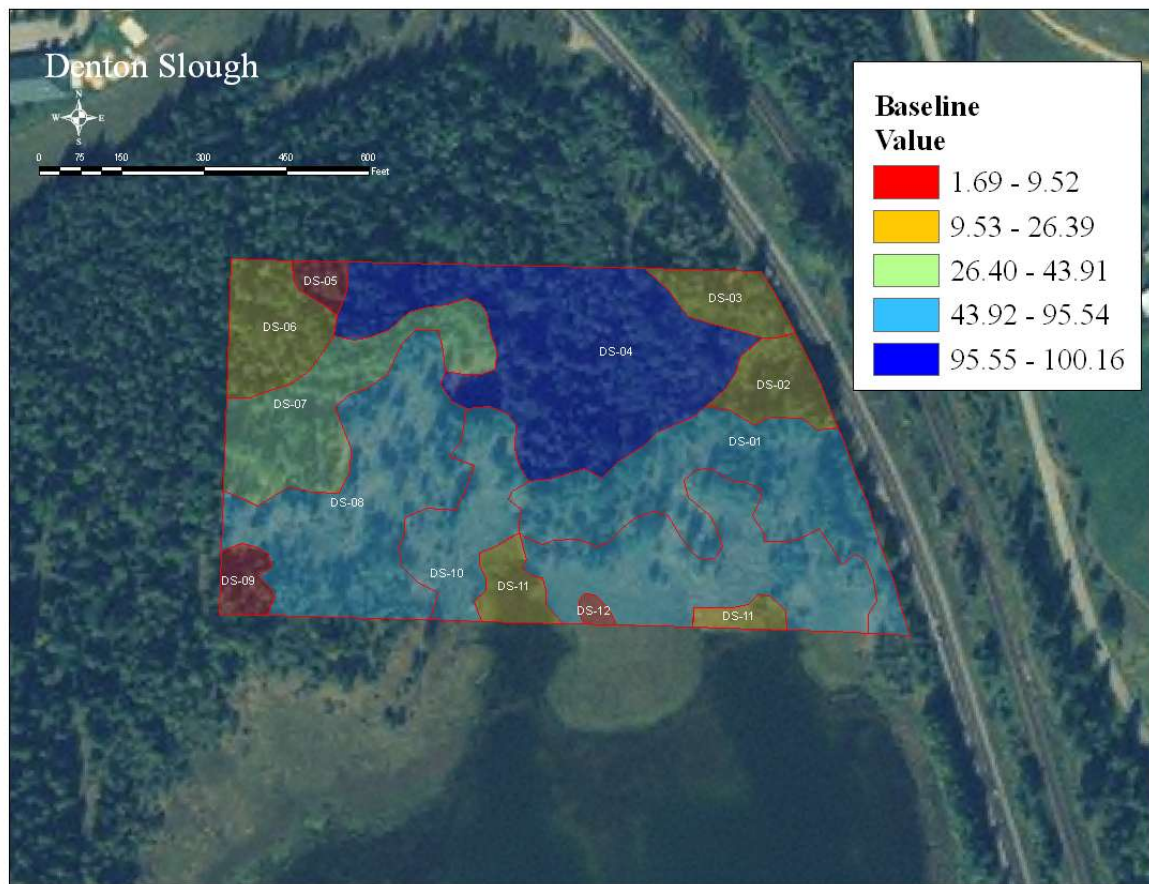 Denton Slough
N
W E
S
0 75 150 300 450 600
Feet
Baseline
Value
1.69 - 9.52
9.53 - 26.39
26.40 - 43.91
43.92 - 95.54
95.55 - 100.16
DS-05
DS-03
DS-06
DS-04
DS-02
DS-07
DS-01
DS-08
DS-10
DS-09
DS-11
DS-12
DS-11